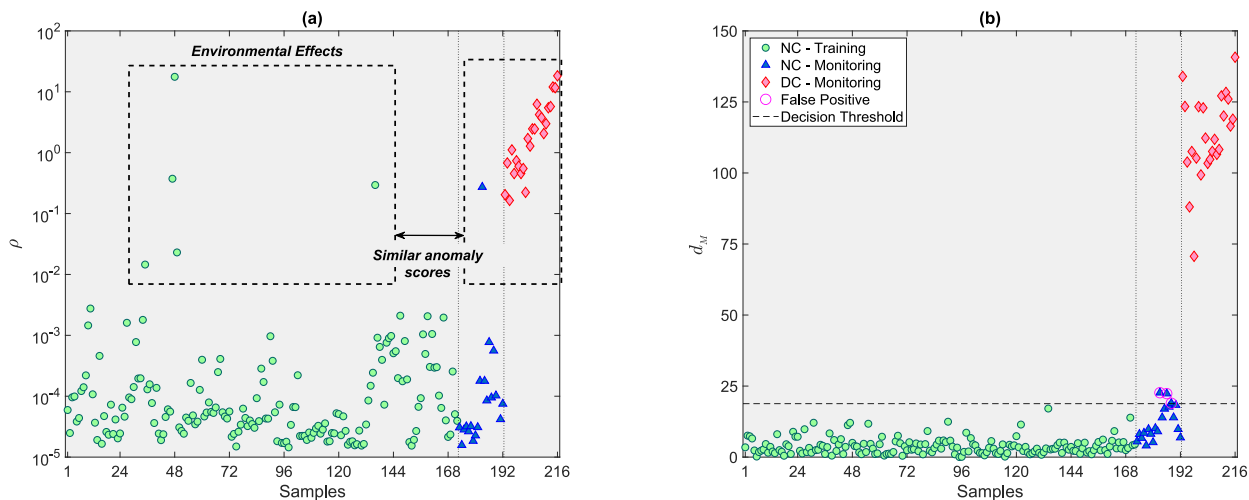 (a)
10^2
10^1
10^0
10^-1
10^-2
10^-3
10^-4
10^-5
ρ
Environmental Effects
Similar anomaly
scores
1 24 48 72 96 120 144 168 192 216
Samples
(b)
150
125
100
75
50
25
0
d_M
NC - Training
NC - Monitoring
DC - Monitoring
False Positive
Decision Threshold
1 24 48 72 96 120 144 168 192 216
Samples